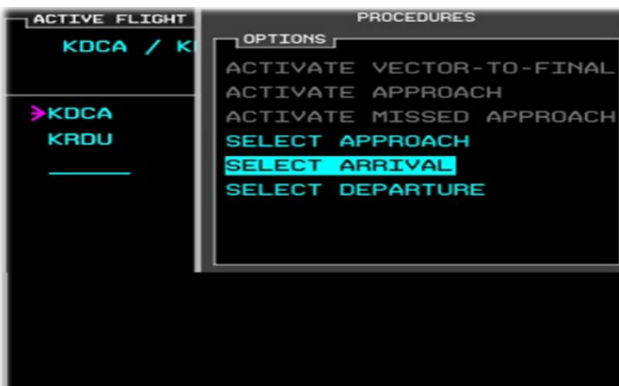 ACTIVE FLIGHT
KDCA / K
KDCA
KRDU
PROCEDURES
OPTIONS
ACTIVATE VECTOR-TO-FINAL
ACTIVATE APPROACH
ACTIVATE MISSED APPROACH
SELECT APPROACH
SELECT ARRIVAL
SELECT DEPARTURE